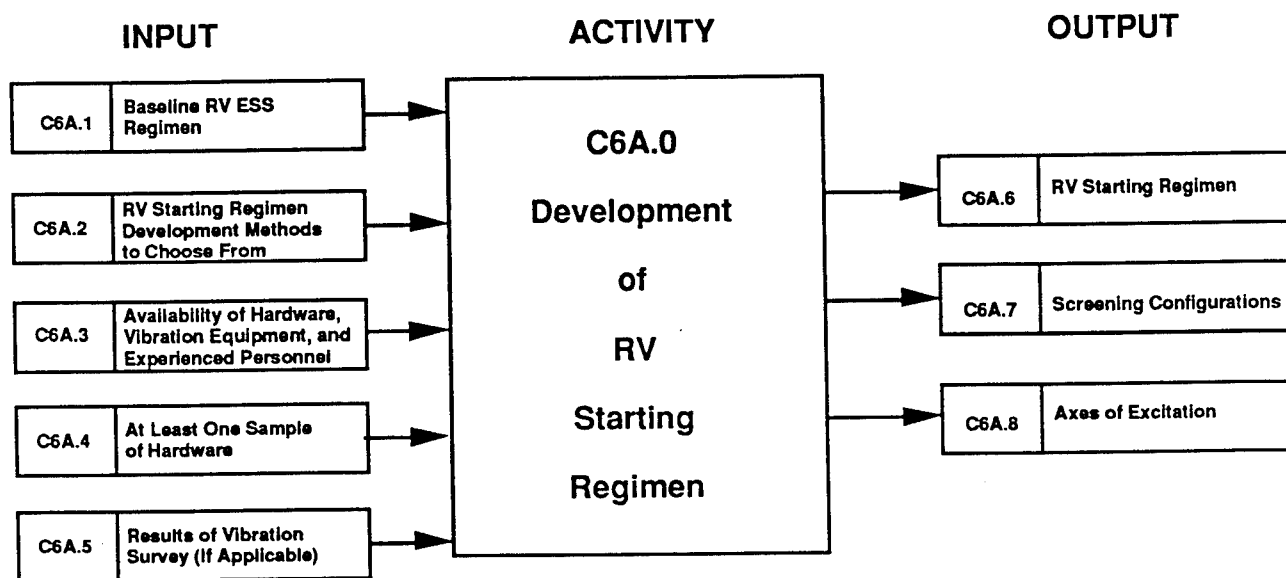 INPUT
ACTIVITY
OUTPUT
C6A.1
Baseline RV ESS
Regimen
C6A.2
RV Starting Regimen
Development Methods
to Choose From
C6A.3
Availability of Hardware,
Vibration Equipment, and
Experienced Personnel
C6A.4
At Least One Sample
of Hardware
C6A.5
Results of Vibration
Survey (If Applicable)
C6A.0
Development
of
RV
Starting
Regimen
C6A.6
RV Starting Regimen
C6A.7
Screening Configurations
C6A.8
Axes of Excitation